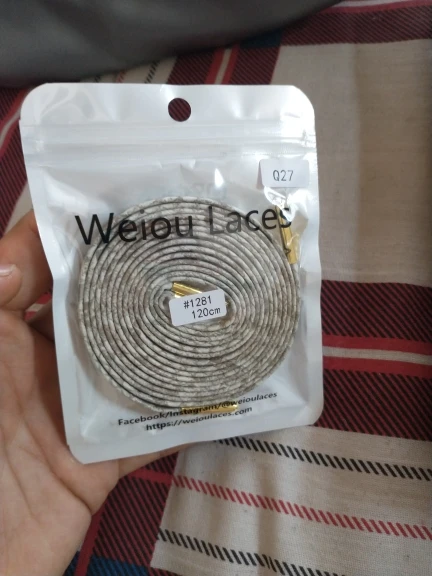 Q27
Weiou Laces
#1281
120cm
Facebook/Instagram/@weioulaces
https://weioulaces.com